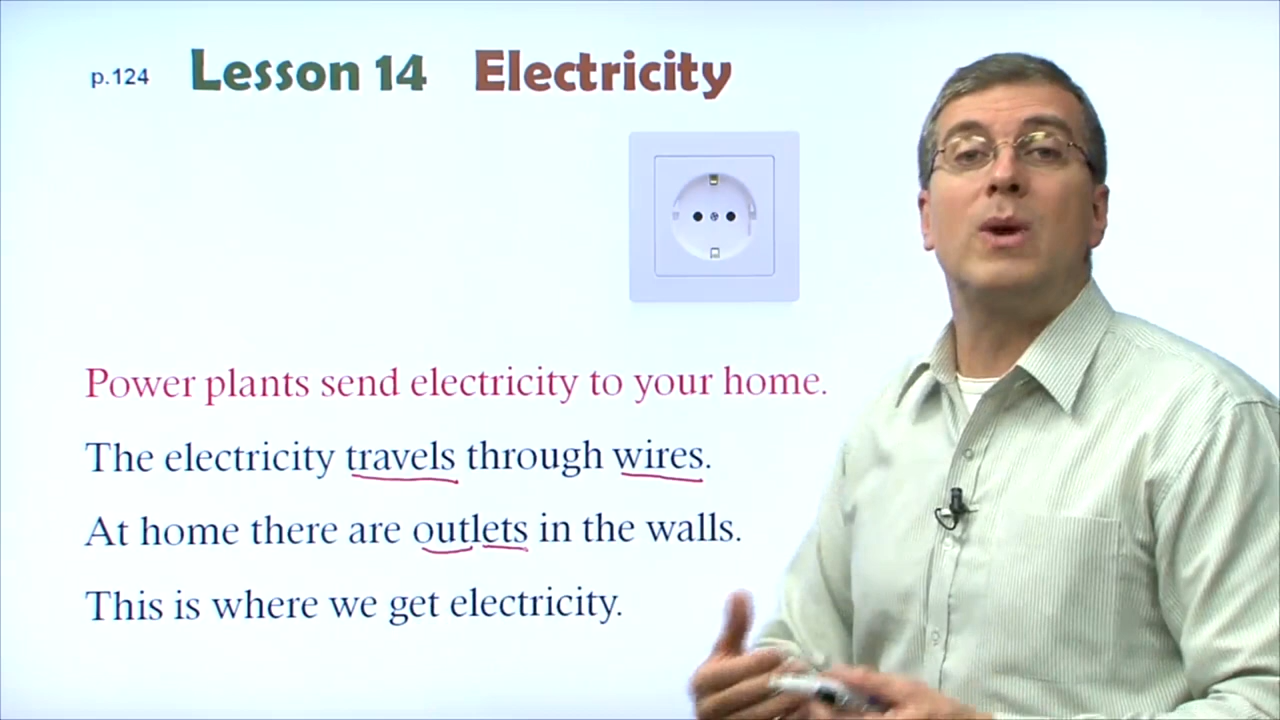 p.124 Lesson 14 Electricity
Power plants send electricity to your home.
The electricity travels through wires.
At home there are outlets in the walls.
This is where we get electricity.